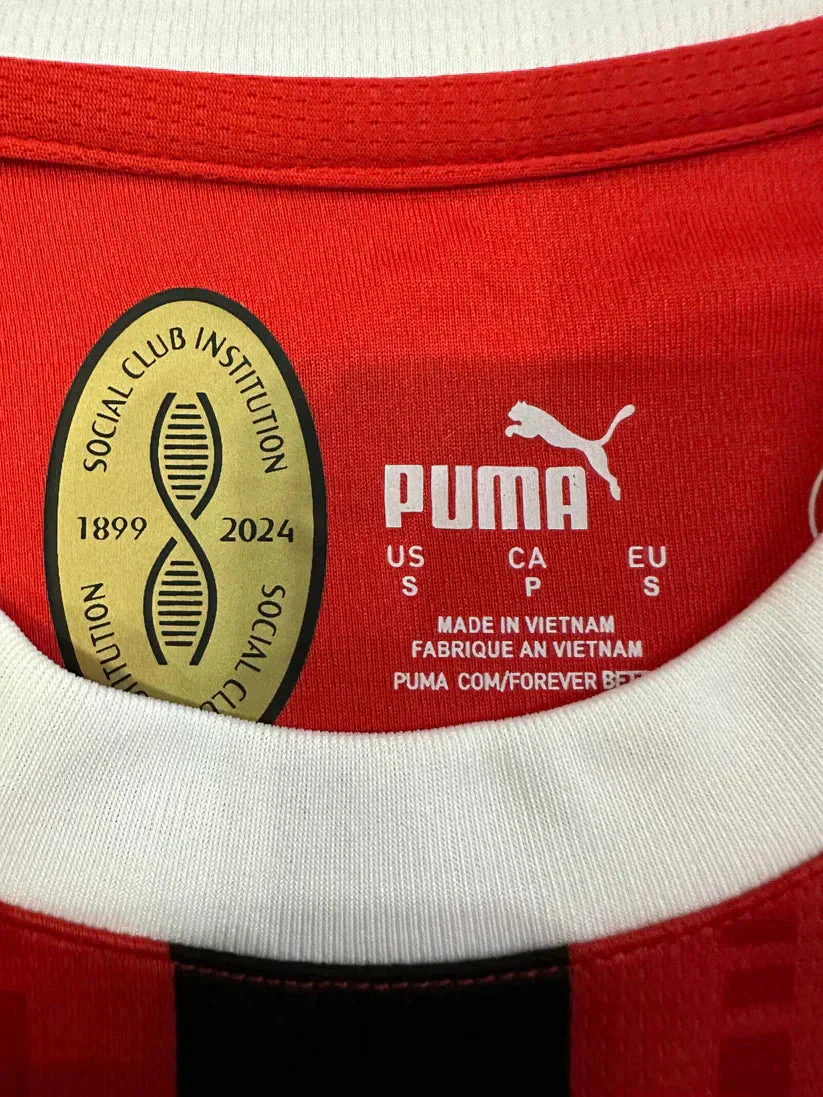 SOCIAL CLUB INSTITUTION
1899 2024
SOCIAL
PUMA
US CA EU
S P S
MADE IN VIETNAM
FABRIQUE AN VIETNAM
PUMA COM/FOREVER